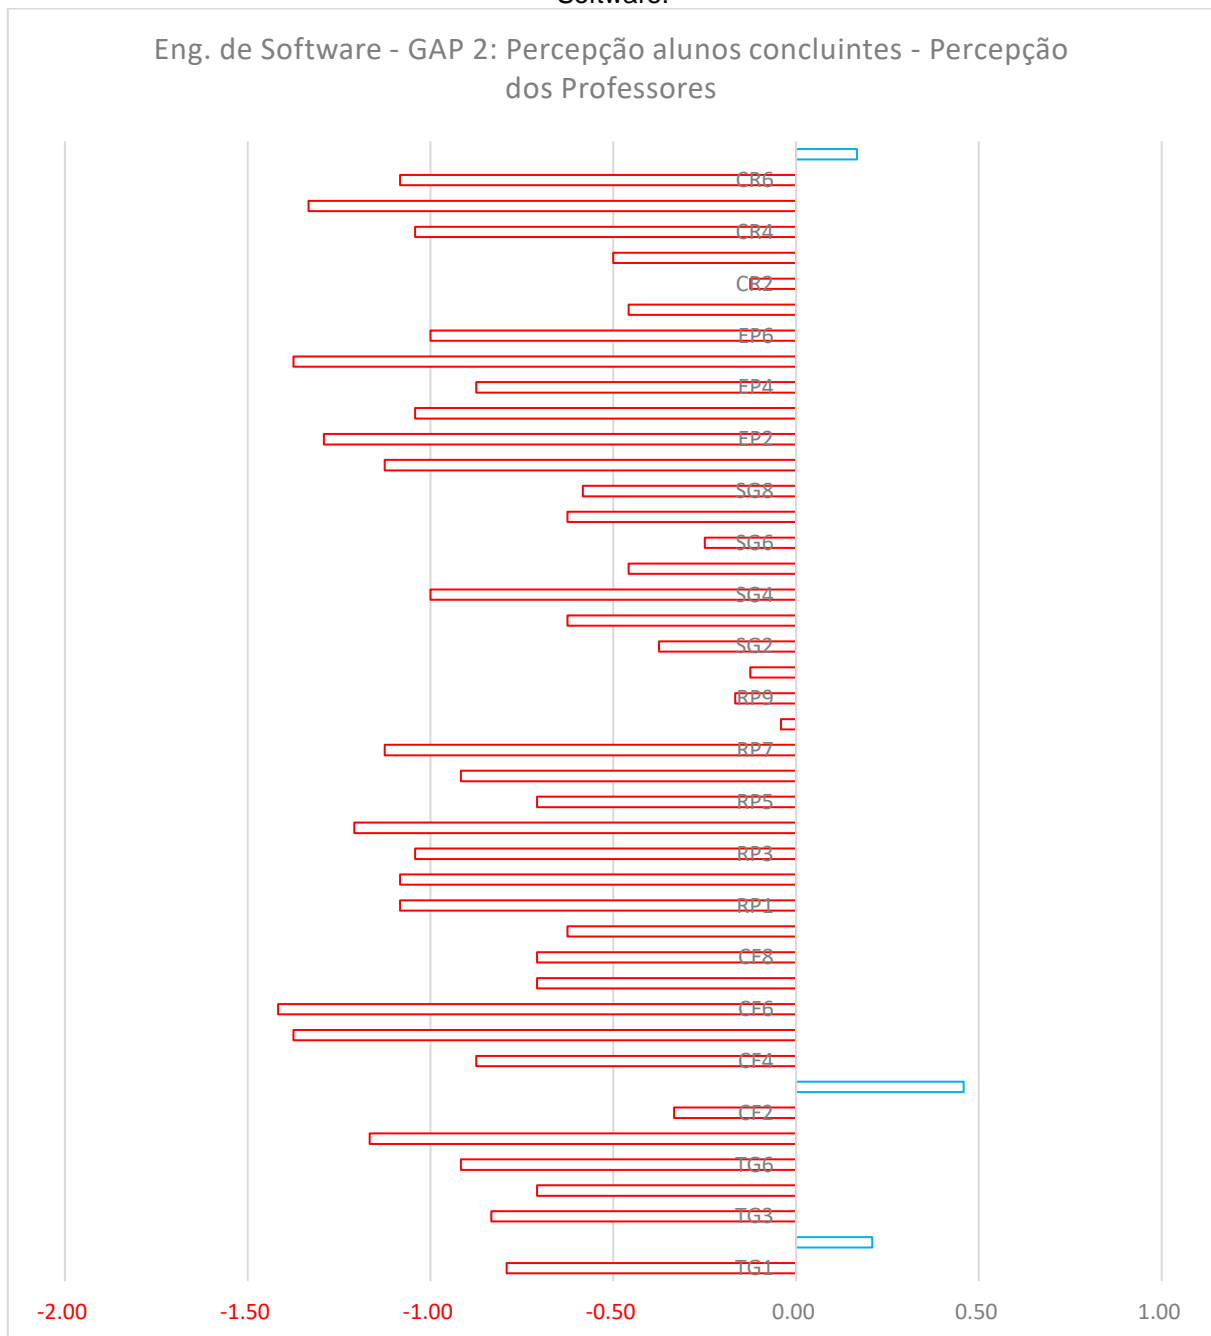 Software.
Eng. de Software - GAP 2: Percepção alunos concluintes - Percepção
dos Professores
CR6
CR4
CR2
EP6
EP4
EP2
SG8
SG6
SG4
SG2
RP9
RP7
RP5
RP3
RP1
CF8
CF6
CF4
CF2
TG6
TG3
TG1
-2.00 -1.50 -1.00 -0.50 0.00 0.50 1.00